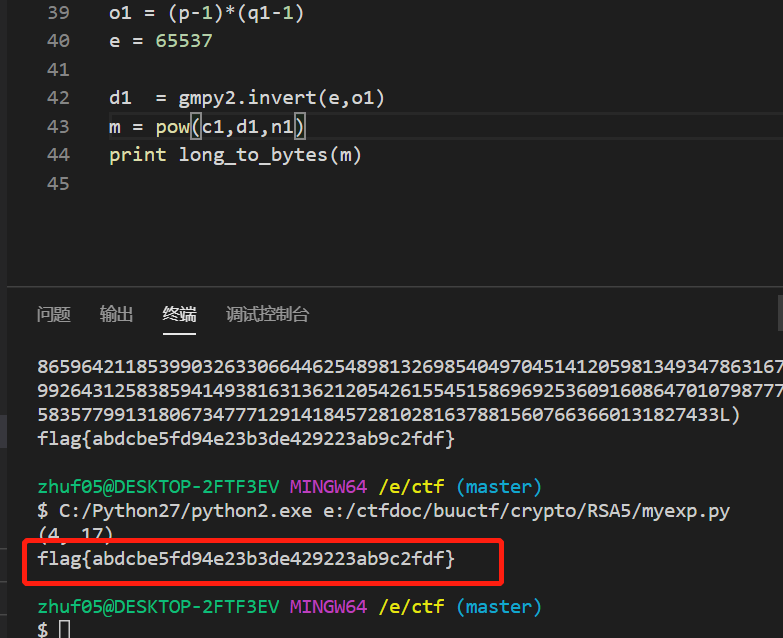 39 o1 = (p-1)*(q1-1)
40 e = 65537
41
42 d1  = gmpy2.invert(e,o1)
43 m = pow(c1,d1,n1)
44 print long_to_bytes(m)
45
问题 输出 终端 调试控制台
86596421185399032633066446254898132698540497045141205981349347863167
99264312583859414938163136212054261554515869692536091608647010798777
583577991318067347771291418457281028163788156076636601318274​33L)
flag{abdcbe5fd94e23b3de429223ab9c2fdf}
zhuf05@DESKTOP-2FTF3EV MINGW64 /e/ctf (master)
$ C:/Python27/python2.exe e:/ctfdoc/buuctf/crypto/RSA5/myexp.py
(4, 17)
flag{abdcbe5fd94e23b3de429223ab9c2fdf}
zhuf05@DESKTOP-2FTF3EV MINGW64 /e/ctf (master)
$